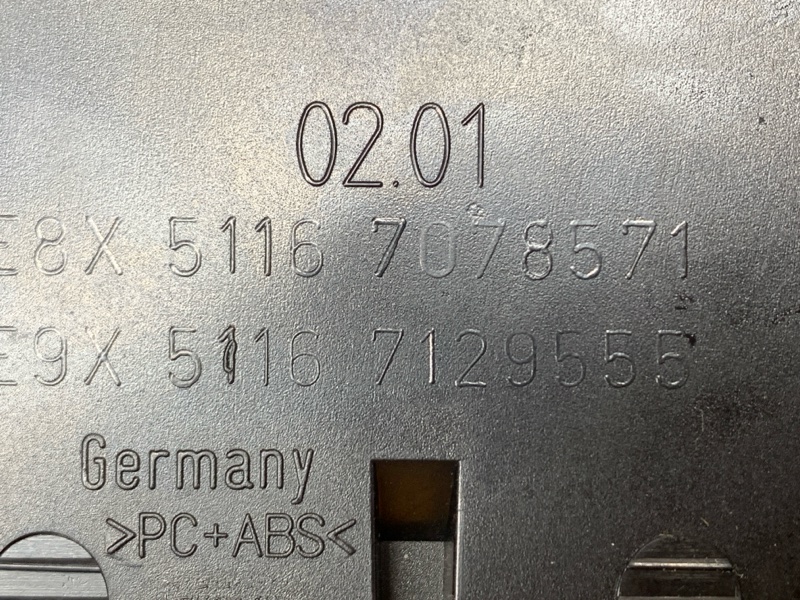 02.01
E8X 5116 7078571
E9X 5116 7129555
Germany
>PC+ABS<